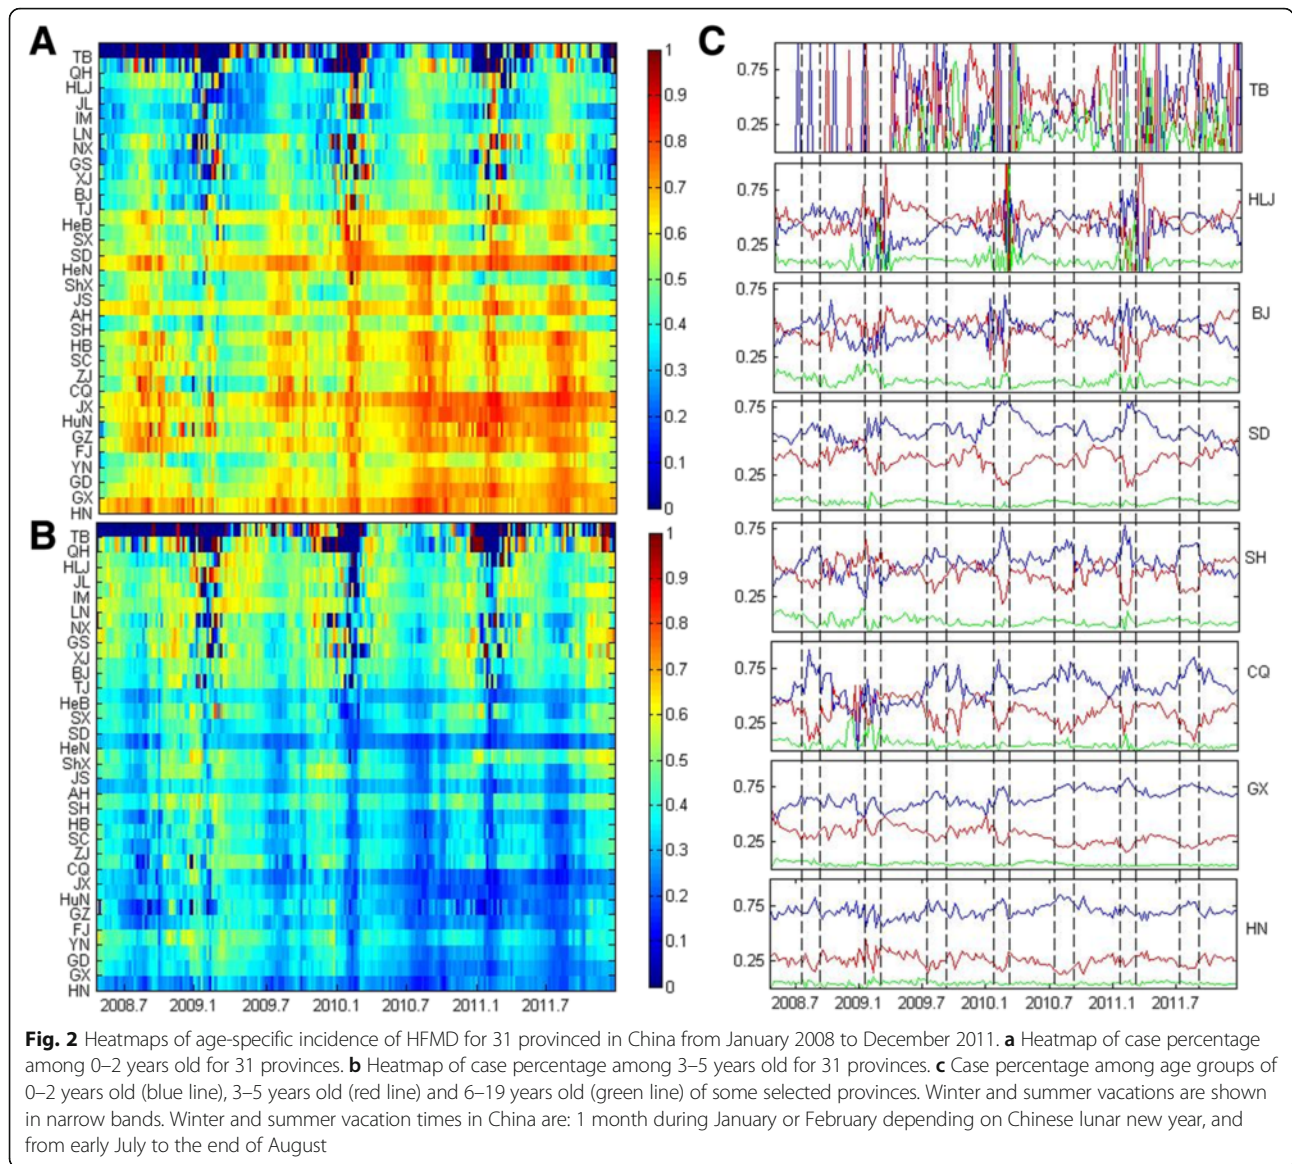 A
TB
QH
HLJ
JL
IM
LN
NX
GS
XJ
BJ
TJ
HeB
SX
SD
HeN
ShX
JS
AH
SH
HB
SC
ZJ
CQ
JX
HuN
GZ
FJ
YN
GD
GX
HN
1
0.9
0.8
0.7
0.6
0.5
0.4
0.3
0.2
0.1
0
B
TB
QH
HLJ
JL
IM
LN
NX
GS
XJ
BJ
TJ
HeB
SX
SD
HeN
ShX
JS
AH
SH
HB
SC
ZJ
CQ
JX
HuN
GZ
FJ
YN
GD
GX
HN
2008.7 2009.1 2009.7 2010.1 2010.7 2011.1 2011.7
1
0.9
0.8
0.7
0.6
0.5
0.4
0.3
0.2
0.1
0
C
0.75
0.25
TB
0.75
0.25
HLJ
0.75
0.25
BJ
0.75
0.25
SD
0.75
0.25
SH
0.75
0.25
CQ
0.75
0.25
GX
0.75
0.25
HN
2008.7 2009.1 2009.7 2010.1 2010.7 2011.1 2011.7
Fig. 2 Heatmaps of age-specific incidence of HFMD for 31 provinced in China from January 2008 to December 2011. a Heatmap of case percentage
among 0–2 years old for 31 provinces. b Heatmap of case percentage among 3–5 years old for 31 provinces. c Case percentage among age groups of
0–2 years old (blue line), 3–5 years old (red line) and 6–19 years old (green line) of some selected provinces. Winter and summer vacations are shown
in narrow bands. Winter and summer vacation times in China are: 1 month during January or February depending on Chinese lunar new year, and
from early July to the end of August